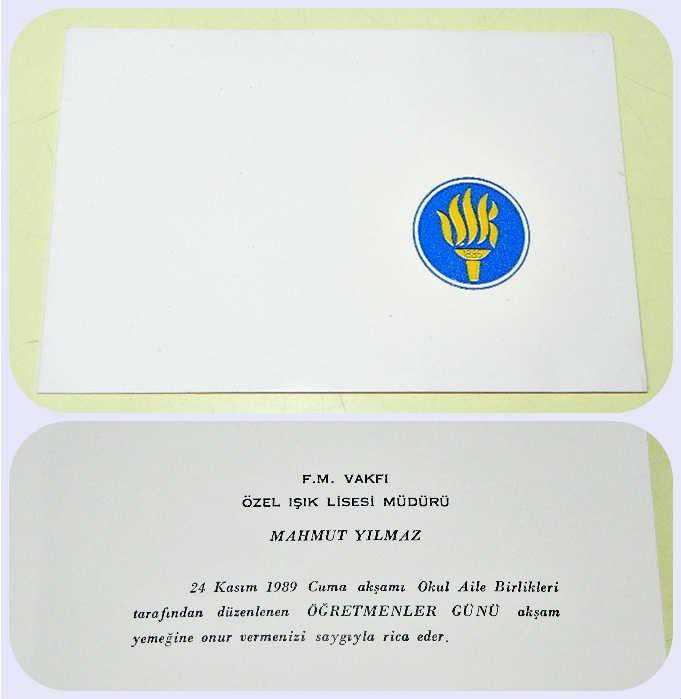 1885
F.M. VAKFI
ÖZEL IŞIK LİSESİ MÜDÜRÜ
MAHMUT YILMAZ
24 Kasım 1989 Cuma akşamı Okul Aile Birlikleri
tarafından düzenlenen ÖĞRETMENLER GÜNÜ akşam
yemeğine onur vermenizi saygıyla rica eder.